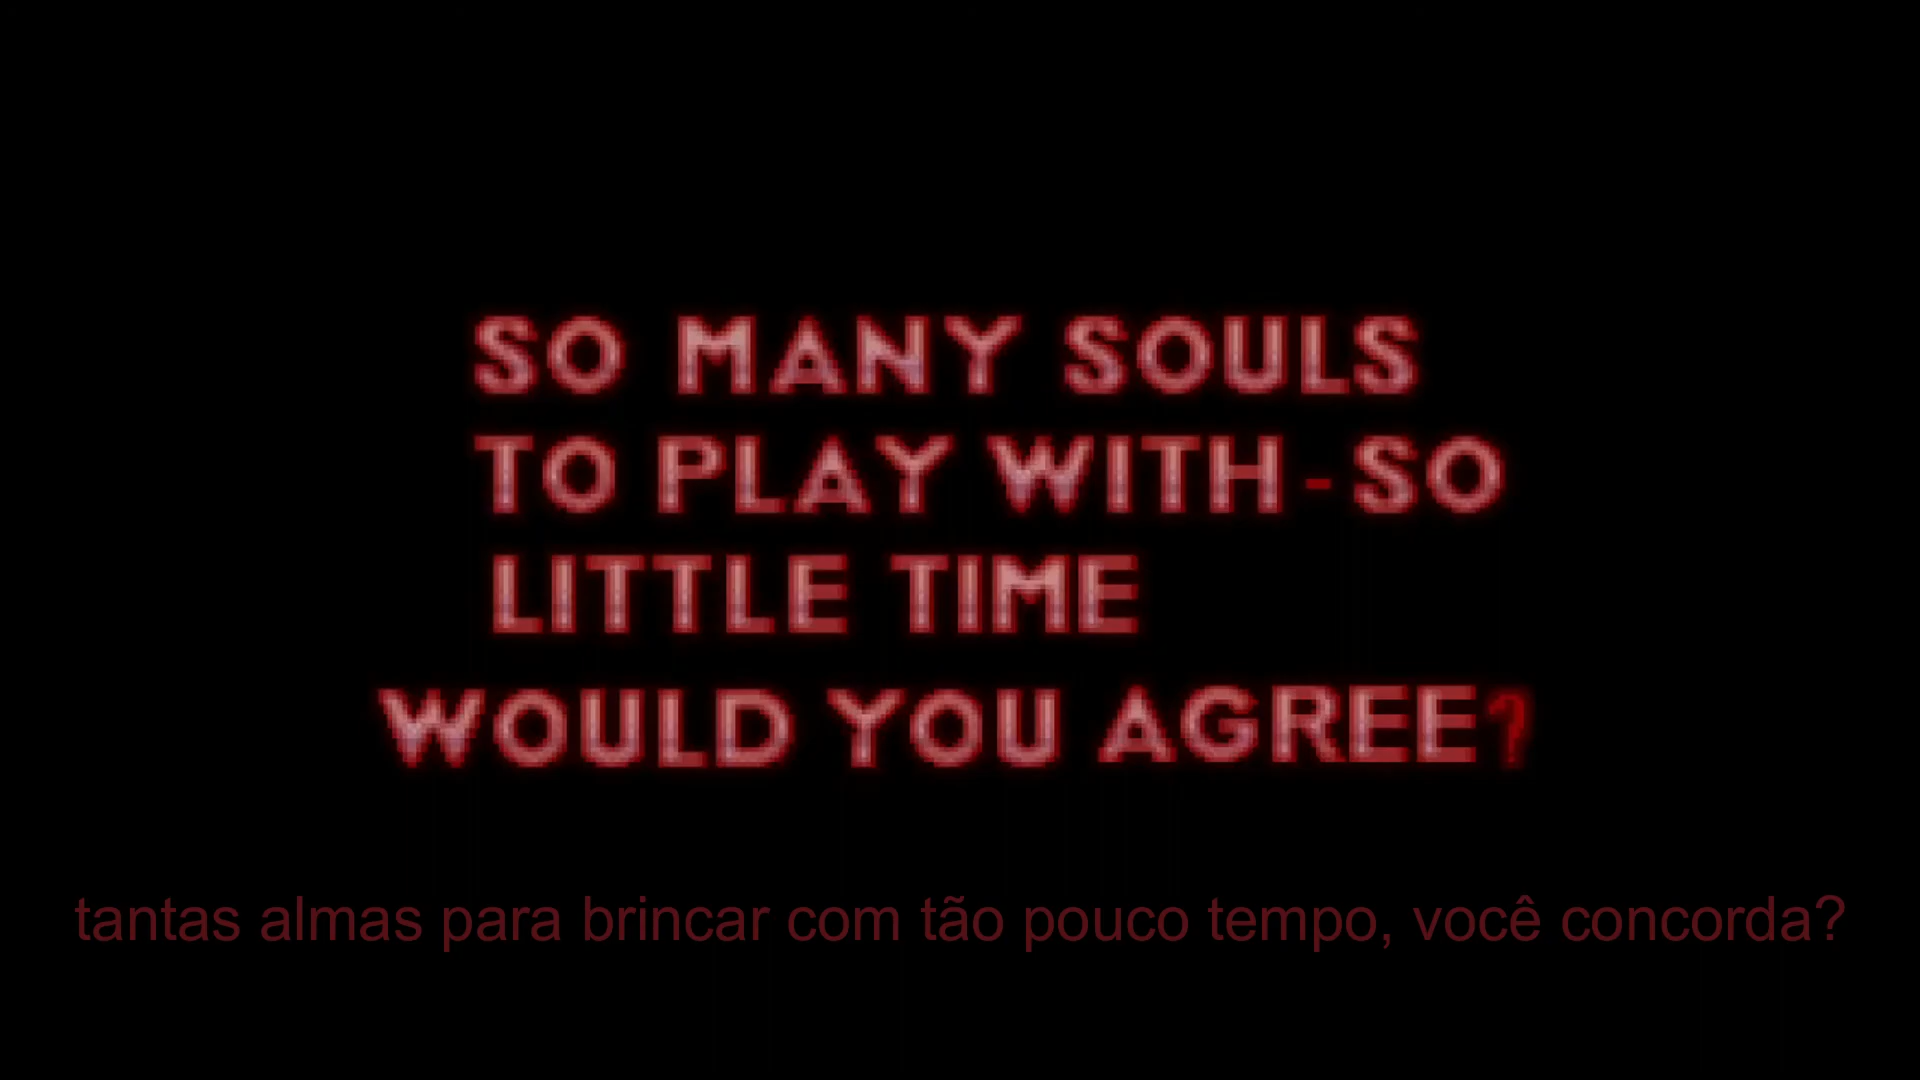 SO MANY SOULS
TO PLAY WITH-SO
LITTLE TIME
WOULD YOU AGREE?
tantas almas para brincar com tão pouco tempo, você concorda?